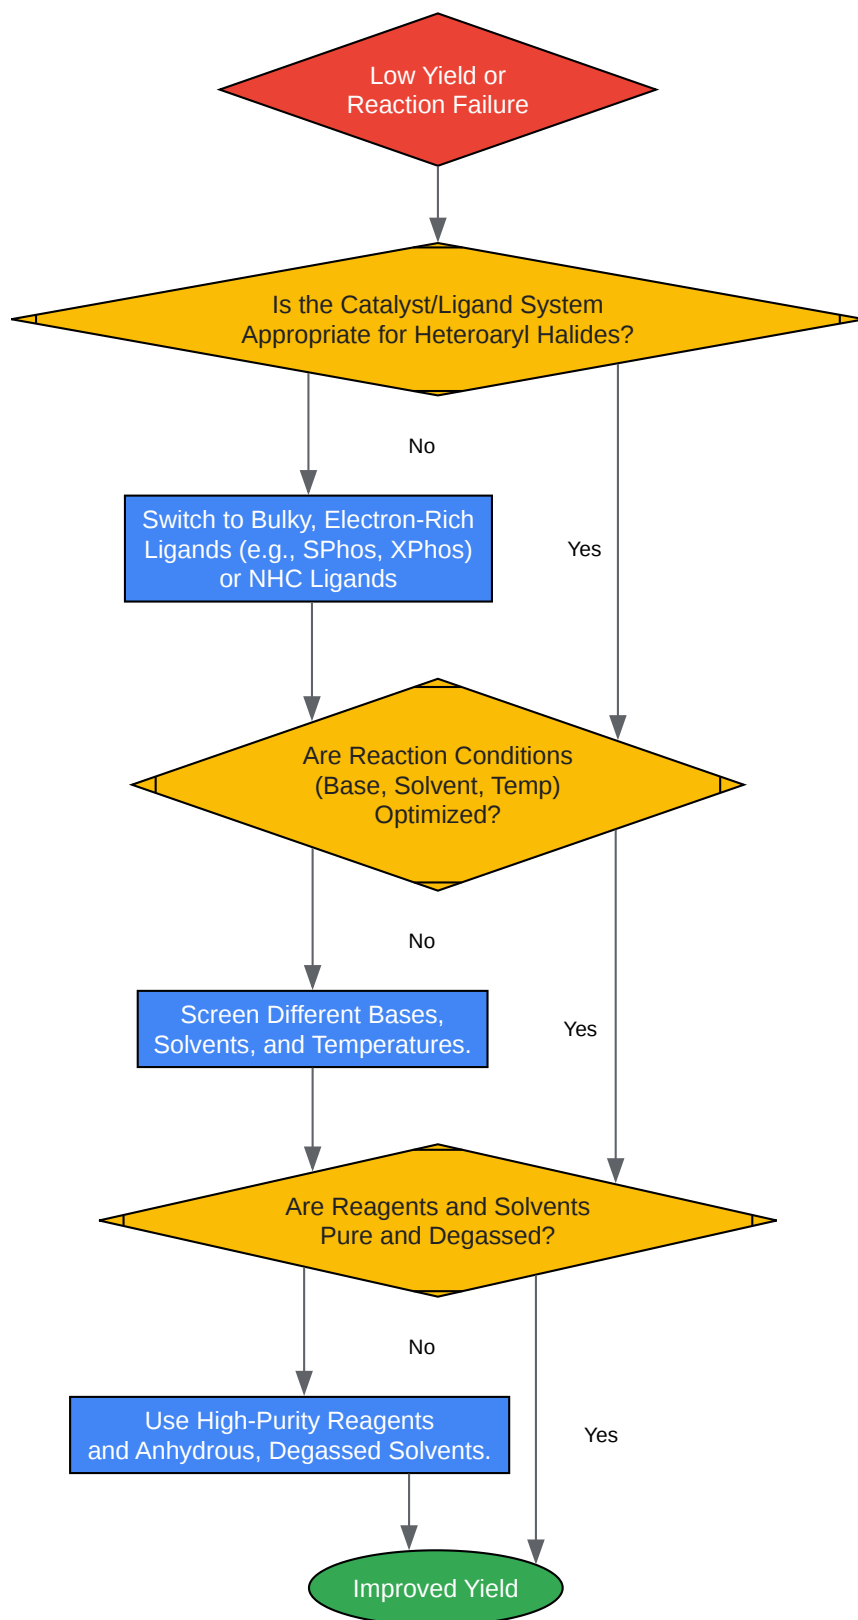 Low Yield or
Reaction Failure
Is the Catalyst/Ligand System
Appropriate for Heteroaryl Halides?
No
Switch to Bulky, Electron-Rich
Ligands (e.g., SPhos, XPhos)
or NHC Ligands
Yes
Are Reaction Conditions
(Base, Solvent, Temp)
Optimized?
No
Screen Different Bases,
Solvents, and Temperatures.
Yes
Are Reagents and Solvents
Pure and Degassed?
No
Use High-Purity Reagents
and Anhydrous, Degassed Solvents.
Yes
Improved Yield